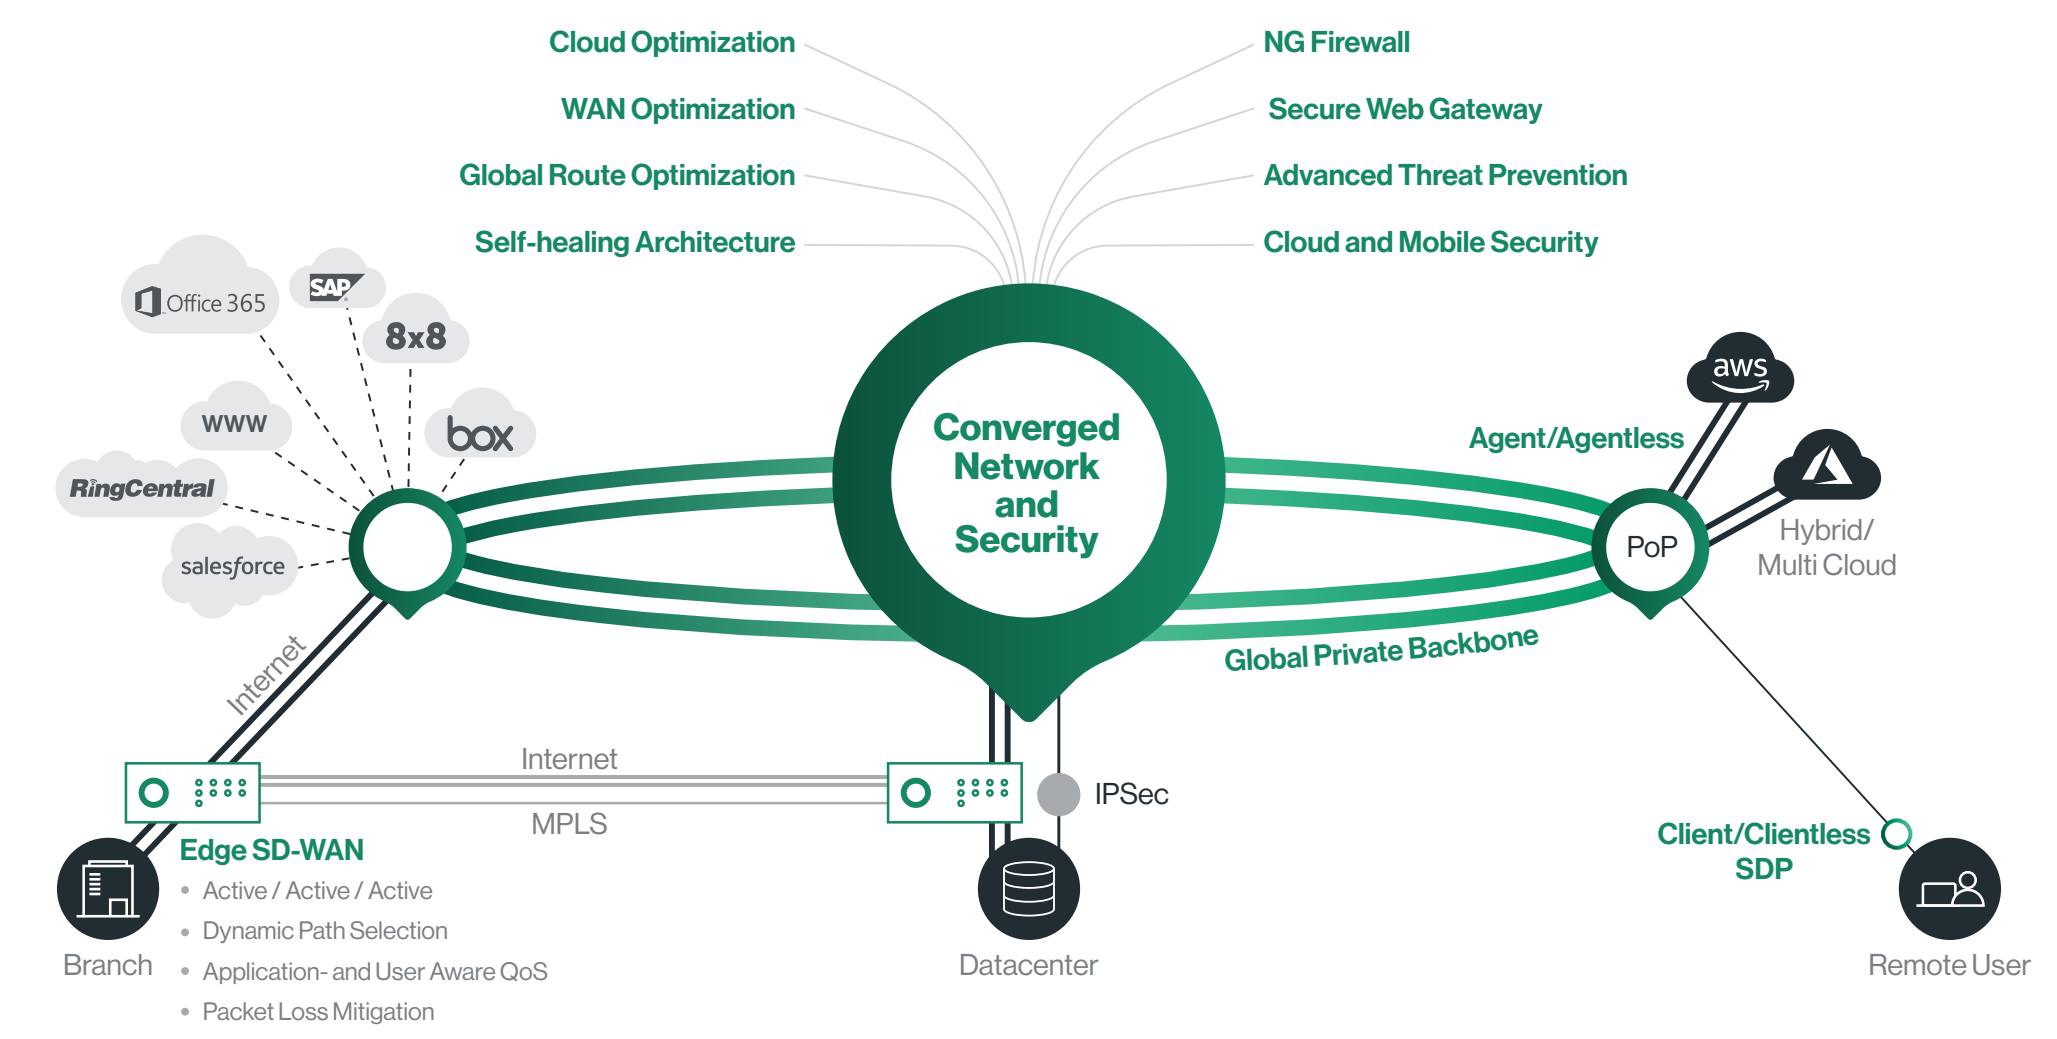 Cloud Optimization
WAN Optimization
Global Route Optimization
Self-healing Architecture
NG Firewall
Secure Web Gateway
Advanced Threat Prevention
Cloud and Mobile Security
Office 365
SAP
8x8
www
box
RingCentral
salesforce
Converged
Network
and
Security
Agent/Agentless
aws
PoP
Hybrid/
Multi Cloud
Global Private Backbone
Internet
Internet
MPLS
IPSec
Edge SD-WAN
• Active / Active / Active
• Dynamic Path Selection
• Application- and User Aware QoS
• Packet Loss Mitigation
Branch
Datacenter
Client/Clientless
SDP
Remote User